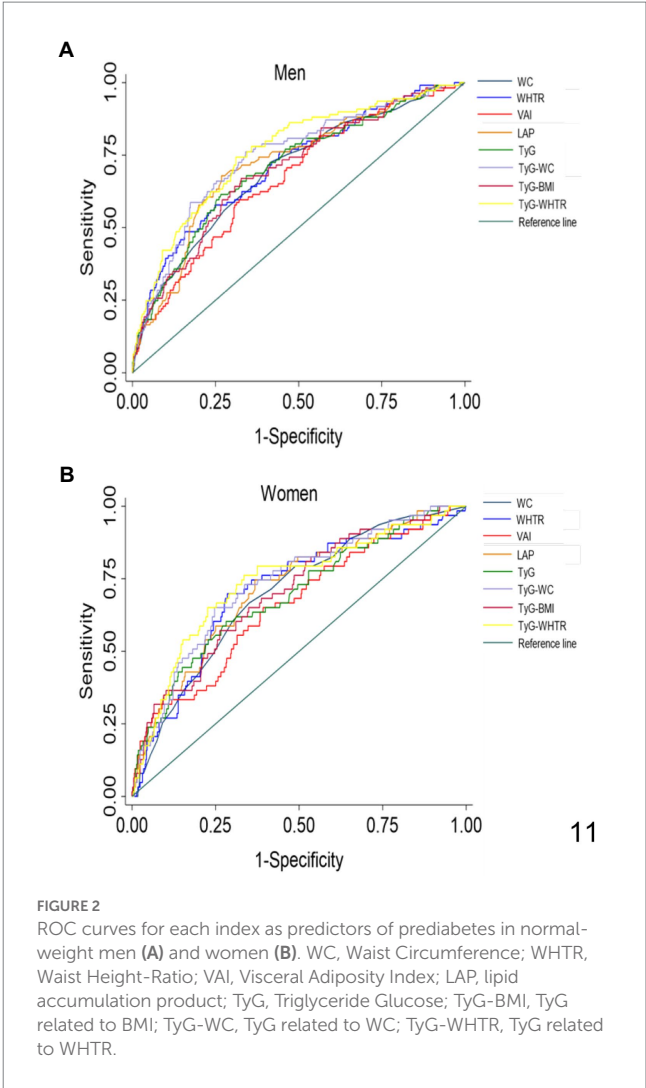 A
Men
1.00
0.75
0.50
0.25
0.00
Sensitivity
0.00 0.25 0.50 0.75 1.00
1-Specificity
WC
WHTR
VAI
LAP
TyG
TyG-WC
TyG-BMI
TyG-WHTR
Reference line
B
Women
1.00
0.75
0.50
0.25
0.00
Sensitivity
0.00 0.25 0.50 0.75 1.00
1-Specificity
WC
WHTR
VAI
LAP
TyG
TyG-WC
TyG-BMI
TyG-WHTR
Reference line
11
FIGURE 2
ROC curves for each index as predictors of prediabetes in normal-
weight men (A) and women (B). WC, Waist Circumference; WHTR,
Waist Height-Ratio; VAI, Visceral Adiposity Index; LAP, lipid
accumulation product; TyG, Triglyceride Glucose; TyG-BMI, TyG
related to BMI; TyG-WC, TyG related to WC; TyG-WHTR, TyG related
to WHTR.